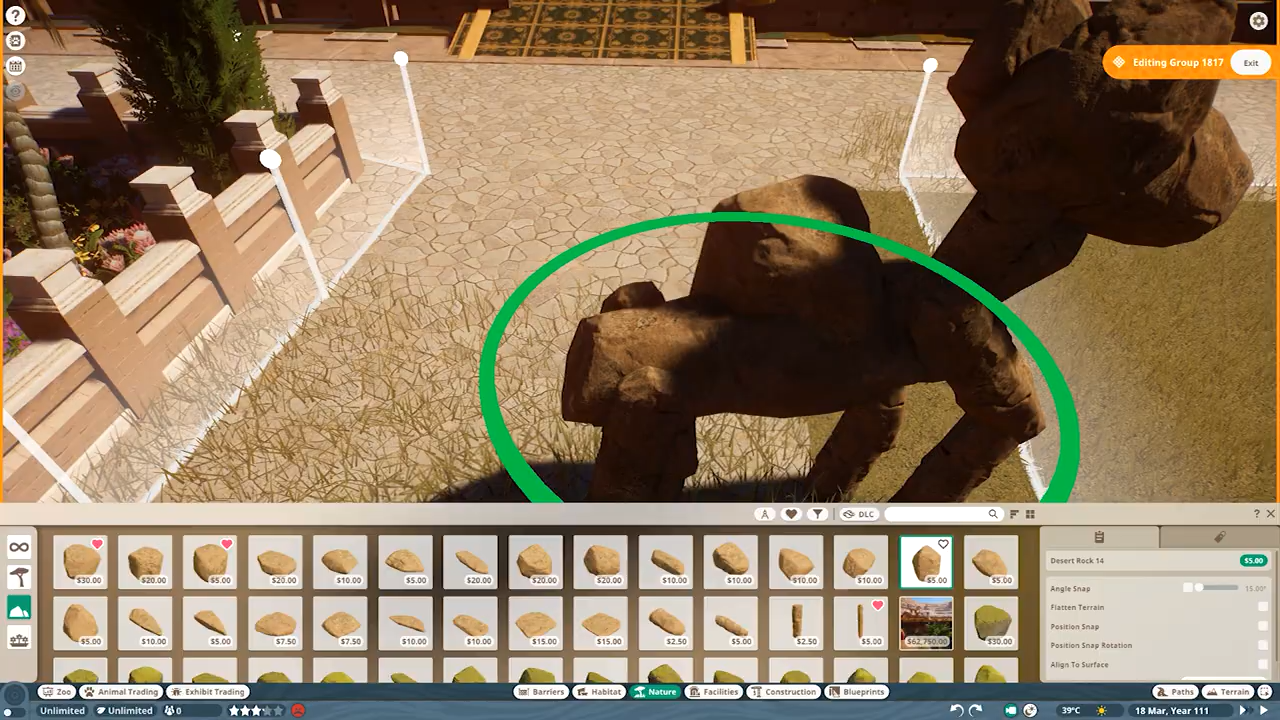 ?
Editing Group 1817 Exit
DLC
? X
$30.00 $20.00 $5.00 $20.00 $10.00 $5.00 $20.00 $20.00 $20.00 $10.00 $10.00 $10.00 $10.00 $5.00 $5.00
$5.00 $10.00 $5.00 $7.50 $7.50 $10.00 $10.00 $15.00 $15.00 $2.50 $5.00 $2.50 $5.00 $62,750.00 $30.00
Desert Rock 14 $5.00
Angle Snap 15.00°
Flatten Terrain
Position Snap
Position Snap Rotation
Align To Surface
Zoo Animal Trading Exhibit Trading Barriers Habitat Nature Facilities Construction Blueprints Paths Terrain
Unlimited Unlimited 0 39°C 18 Mar, Year 111